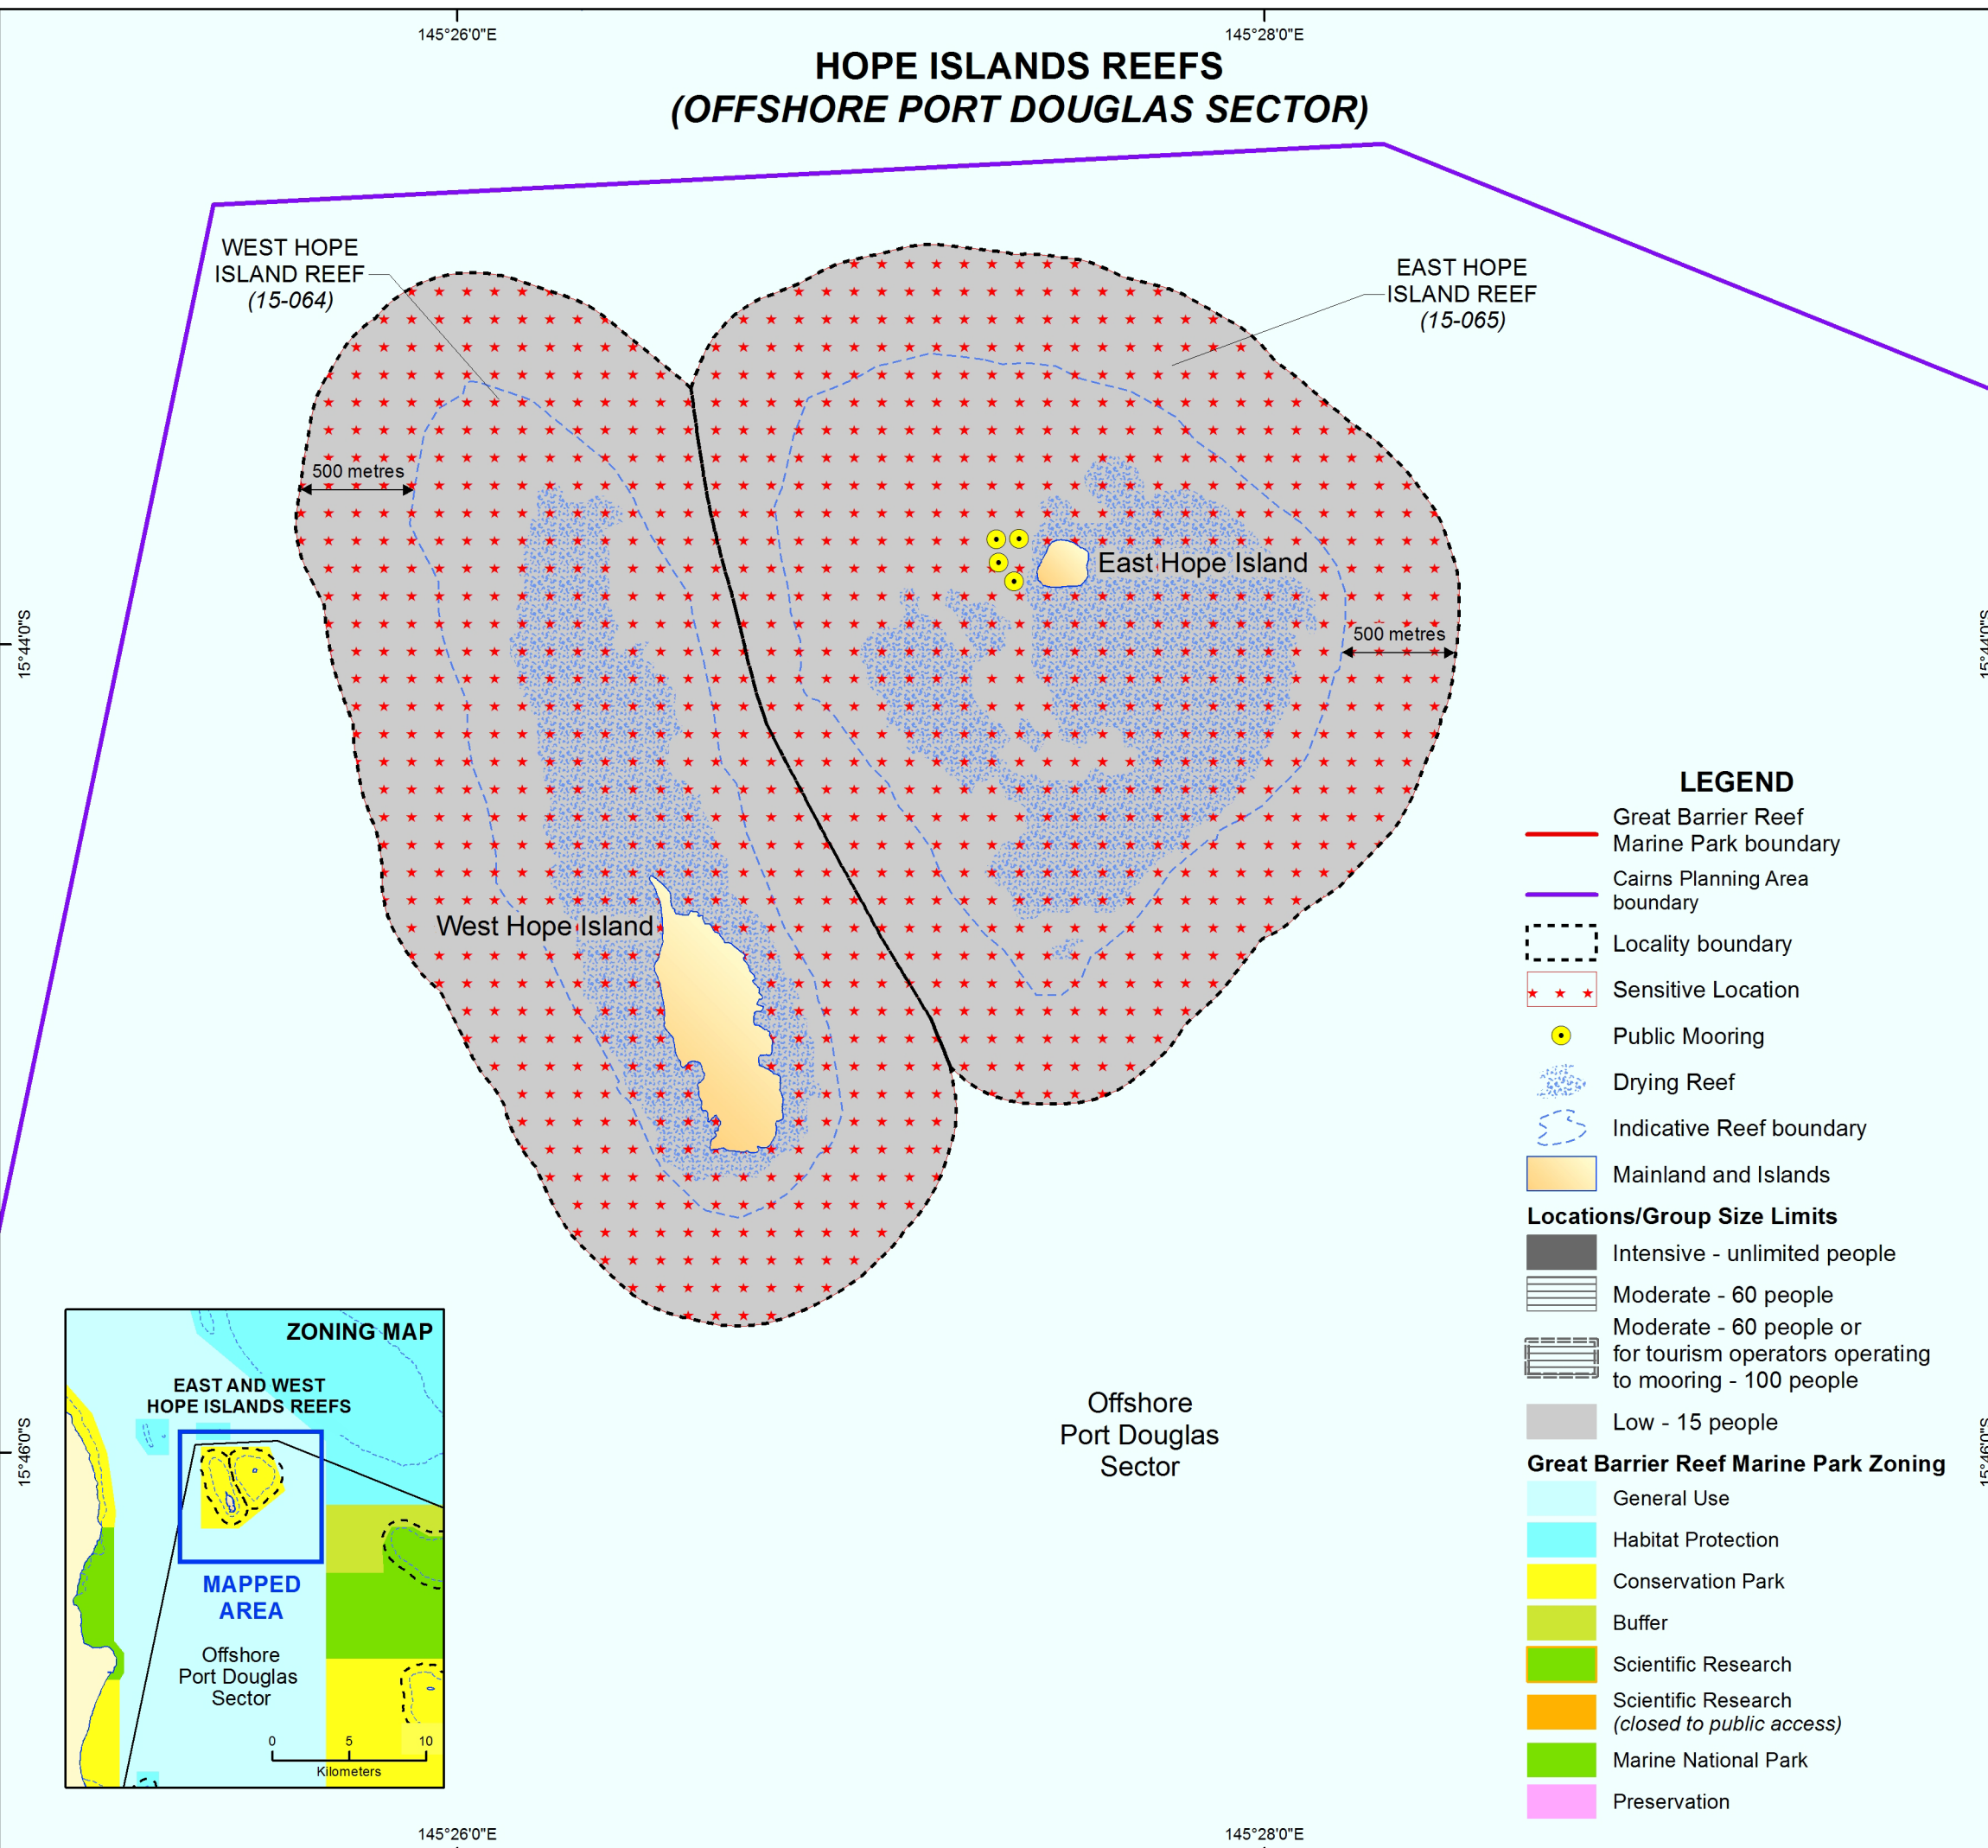 145°26'0"E
145°28'0"E
HOPE ISLANDS REEFS
(OFFSHORE PORT DOUGLAS SECTOR)
WEST HOPE
ISLAND REEF
(15-064)
EAST HOPE
ISLAND REEF
(15-065)
500 metres
East Hope Island
15°44'0"S
15°44'0"S
500 metres
West Hope Island
LEGEND
Great Barrier Reef
Marine Park boundary
Cairns Planning Area
boundary
Locality boundary
Sensitive Location
Public Mooring
Drying Reef
Indicative Reef boundary
Mainland and Islands
Locations/Group Size Limits
Intensive - unlimited people
Moderate - 60 people
Moderate - 60 people or
for tourism operators operating
to mooring - 100 people
Low - 15 people
Great Barrier Reef Marine Park Zoning
General Use
Habitat Protection
Conservation Park
Buffer
Scientific Research
Scientific Research
(closed to public access)
Marine National Park
Preservation
Offshore
Port Douglas
Sector
15°46'0"S
15°46'0"S
ZONING MAP
EAST AND WEST
HOPE ISLANDS REEFS
MAPPED
AREA
Offshore
Port Douglas
Sector
0 5 10
Kilometers
145°26'0"E
145°28'0"E